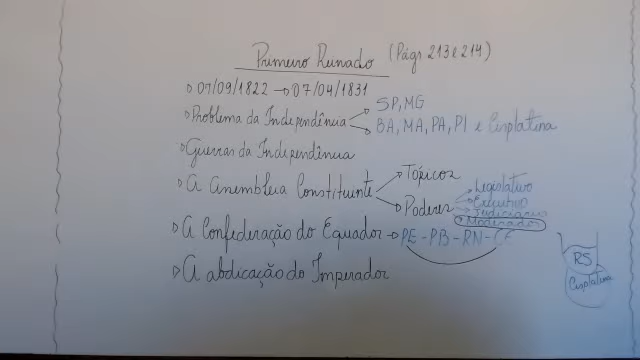 Primeiro Reinado (Págs 213 e 214)
07/09/1822 → 07/04/1831
Problema da Independência
SP, MG
BA, MA, PA, PI e Cisplatina
Guerras da Independência
A Assembleia Constituinte
Tópicos
Poderes
Legislativo
Executivo
Judiciário
Moderador
A Confederação do Equador → PE - PB - RN - CE
A abdicação do Imperador
RS
Cisplatina